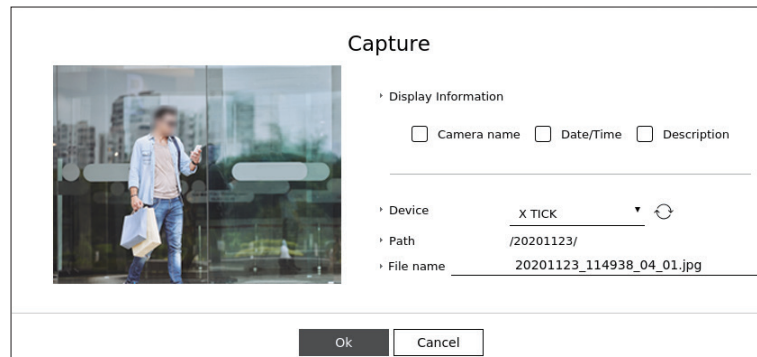 Capture
Display Information
Camera name Date/Time Description
Device X TICK
Path /20201123/
File name 20201123_114938_04_01.jpg
Ok Cancel